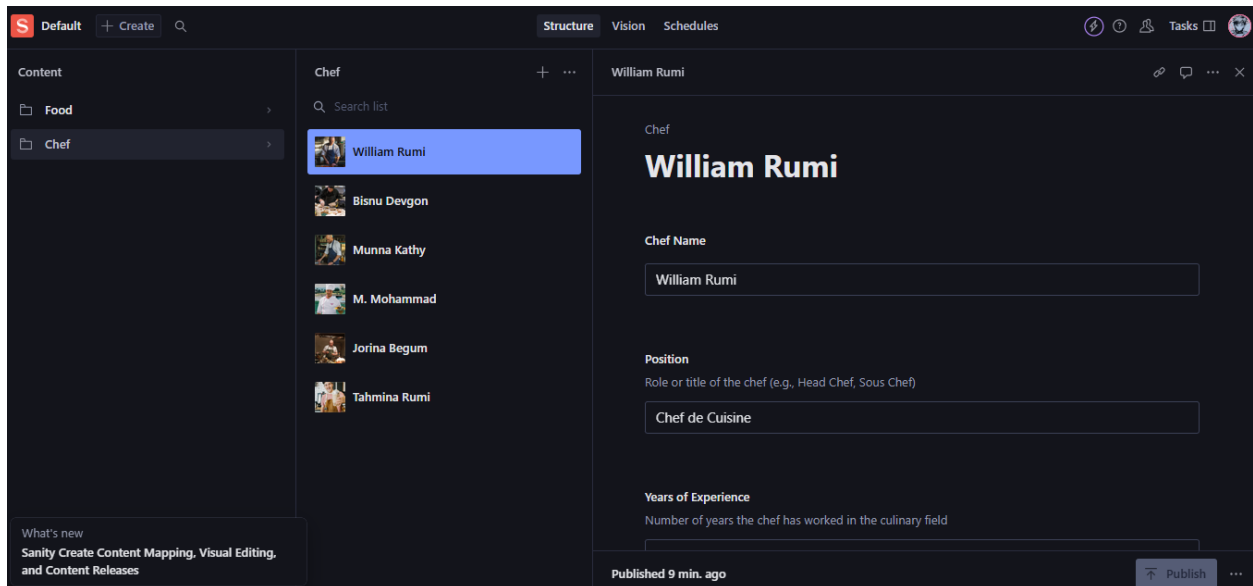 S Default + Create
Structure Vision Schedules
Tasks
Content
Food
Chef
Chef
Search list
William Rumi
Bisnu Devgon
Munna Kathy
M. Mohammad
Jorina Begum
Tahmina Rumi
What's new
Sanity Create Content Mapping, Visual Editing,
and Content Releases
William Rumi
Chef
William Rumi
Chef Name
William Rumi
Position
Role or title of the chef (e.g., Head Chef, Sous Chef)
Chef de Cuisine
Years of Experience
Number of years the chef has worked in the culinary field
Published 9 min. ago
Publish